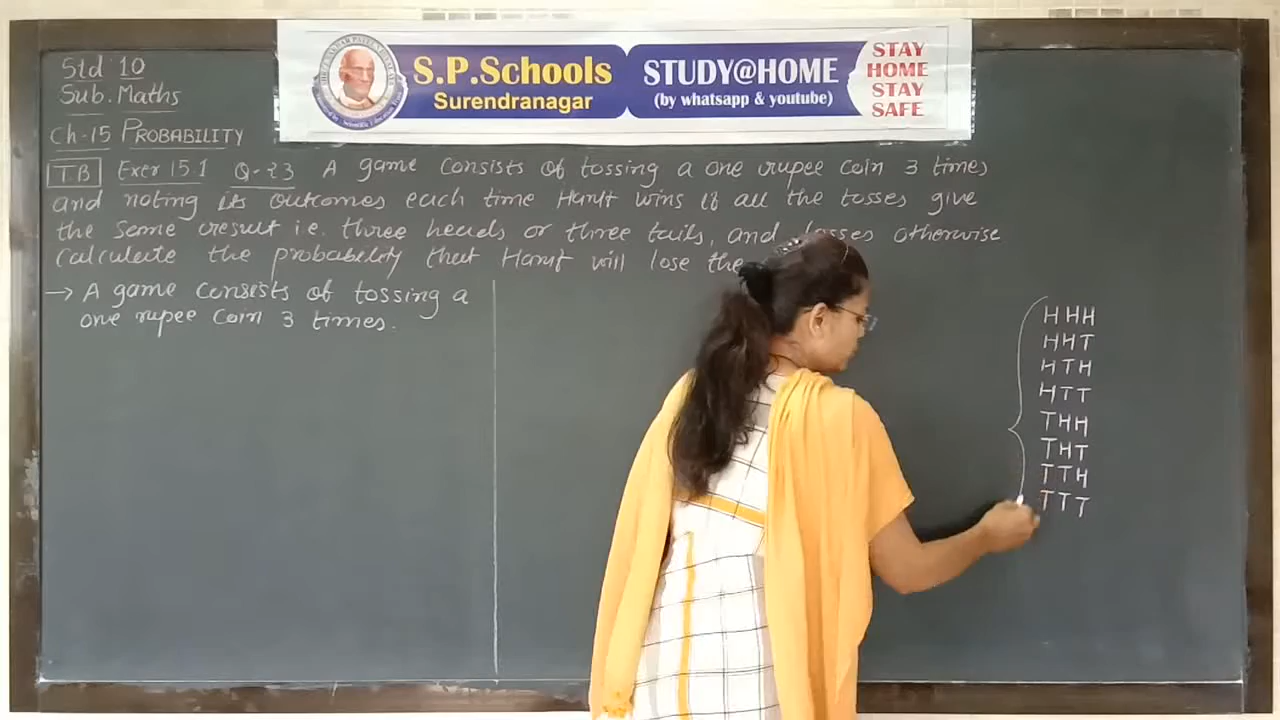 Std 10
Sub. Maths
Ch-15 PROBABILITY
S.P.Schools
Surendranagar
STUDY@HOME
(by whatsapp & youtube)
STAY
HOME
STAY
SAFE
T.B Exer 15.1 Q-23 A game consists of tossing a one rupee coin 3 times
and noting its outcomes each time Hanif wins if all the tosses give
the same result i.e. three heads or three tails, and losses otherwise
calculate the probability that Hanif will lose the
→ A game consists of tossing a
one rupee coin 3 times.
HHH
HHT
HTH
HTT
THH
THT
TTH
TTT